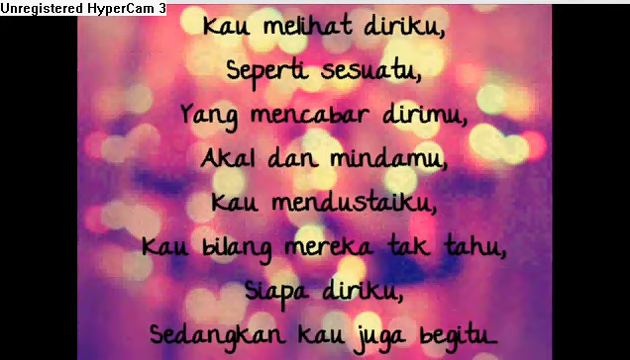 Unregistered HyperCam 3
Kau melihat diriku,
Seperti sesuatu,
Yang mencabar dirimu,
Akal dan mindamu,
Kau mendustaiku,
Kau bilang mereka tak tahu,
Siapa diriku,
Sedangkan kau juga begitu